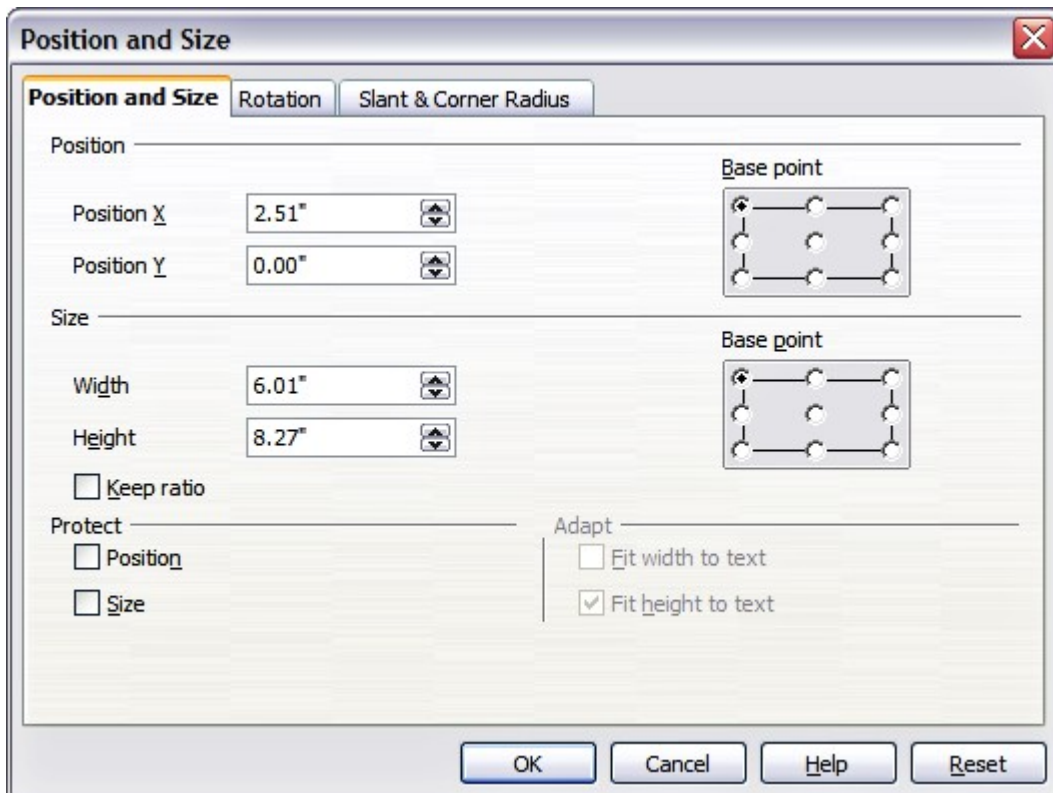 Position and Size
Position and Size Rotation Slant & Corner Radius
Position
Base point
Position X 2.51"
Position Y 0.00"
Size
Base point
Width 6.01"
Height 8.27"
Keep ratio
Protect Adapt
Position Fit width to text
Size Fit height to text
OK Cancel Help Reset